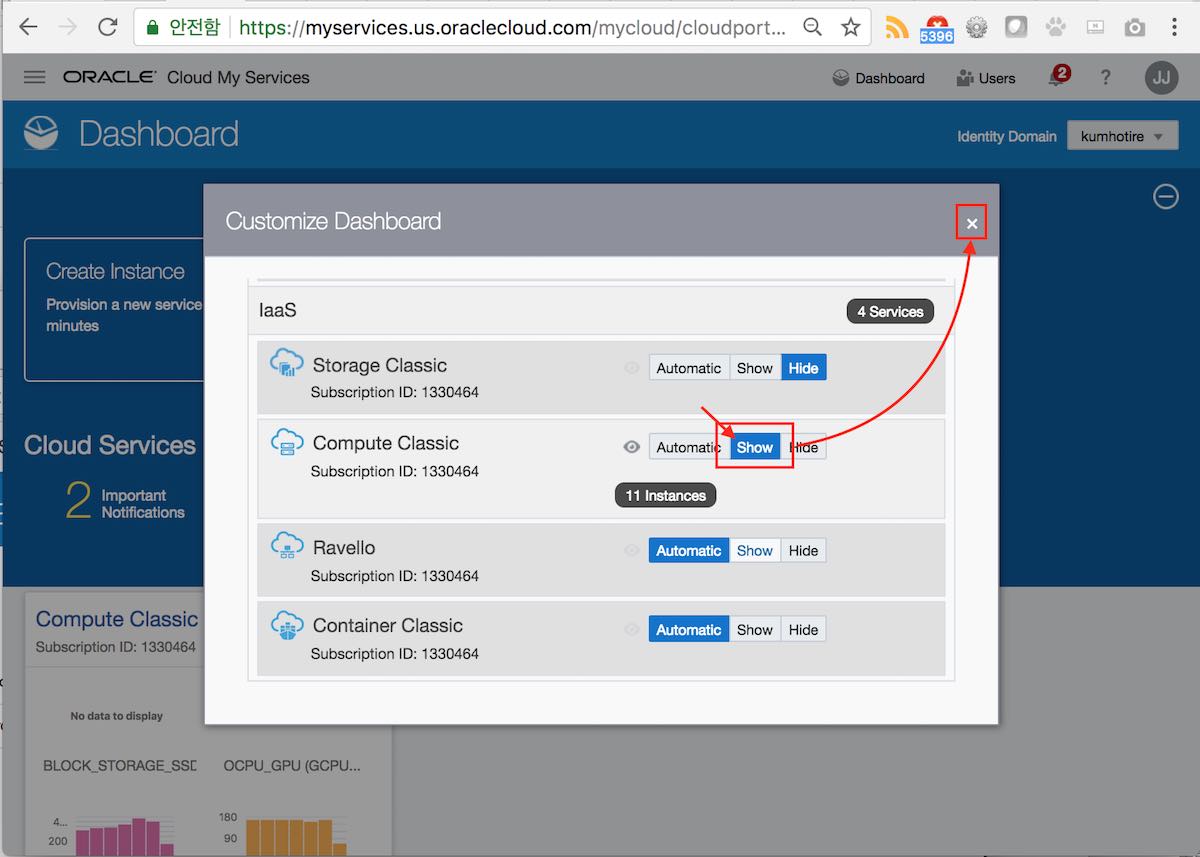 안전함 https://myservices.us.oraclecloud.com/mycloud/cloudport...
5396
ORACLE Cloud My Services
Dashboard
Users
2
?
JJ
Dashboard
Identity Domain
kumhotire
Customize Dashboard
×
Create Instance
Provision a new service
minutes
IaaS
4 Services
Storage Classic
Automatic Show Hide
Subscription ID: 1330464
Compute Classic
Automatic Show Hide
Subscription ID: 1330464
11 Instances
Ravello
Automatic Show Hide
Subscription ID: 1330464
Container Classic
Automatic Show Hide
Subscription ID: 1330464
Cloud Services
2 Important
Notifications
Compute Classic
Subscription ID: 1330464
No data to display
BLOCK_STORAGE_SSD
OCPU_GPU (GCPU...
4...
200
180
90